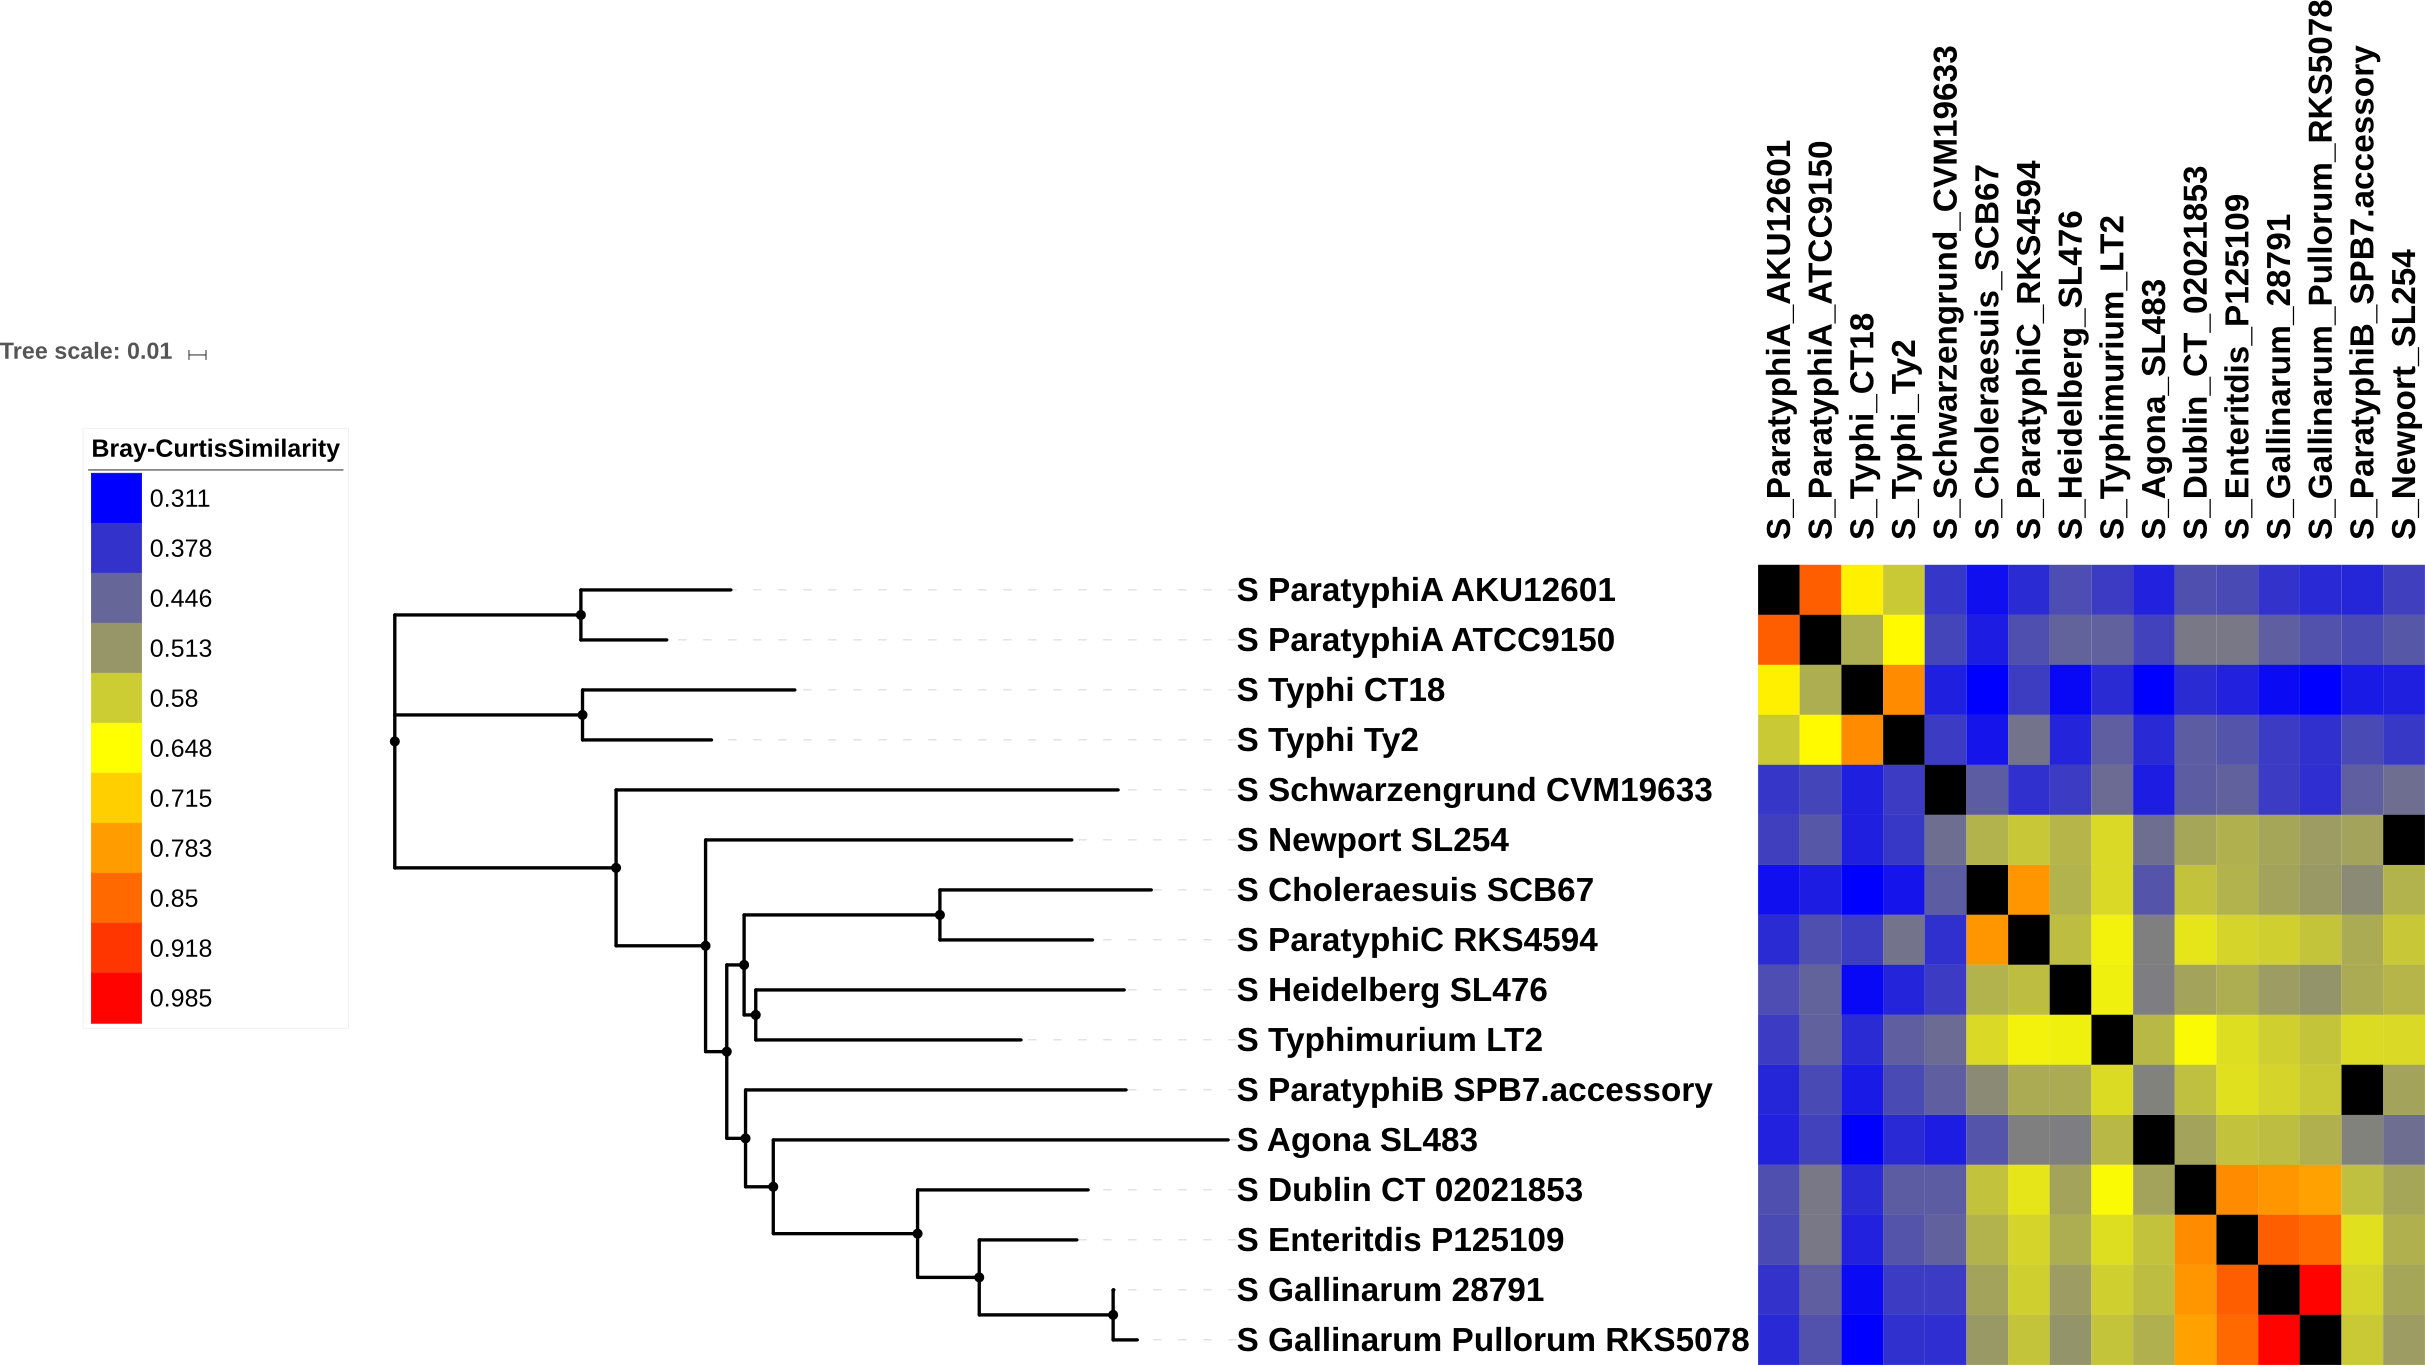 S_ParatyphiA_AKU12601
S_ParatyphiA_ATCC9150
S_Typhi_CT18
S_Typhi_Ty2
S_Schwarzengrund_CVM19633
S_Choleraesuis_SCB67
S_ParatyphiC_RKS4594
S_Heidelberg_SL476
S_Typhimurium_LT2
S_Agona_SL483
S_Dublin_CT_02021853
S_Enteritdis_P125109
S_Gallinarum_28791
S_Gallinarum_Pullorum_RKS5078
S_ParatyphiB_SPB7.accessory
S_Newport_SL254
Tree scale: 0.01
Bray-CurtisSimilarity
0.311
0.378
0.446
0.513
0.58
0.648
0.715
0.783
0.85
0.918
0.985
S ParatyphiA AKU12601
S ParatyphiA ATCC9150
S Typhi CT18
S Typhi Ty2
S Schwarzengrund CVM19633
S Newport SL254
S Choleraesuis SCB67
S ParatyphiC RKS4594
S Heidelberg SL476
S Typhimurium LT2
S ParatyphiB SPB7.accessory
S Agona SL483
S Dublin CT 02021853
S Enteritdis P125109
S Gallinarum 28791
S Gallinarum Pullorum RKS5078